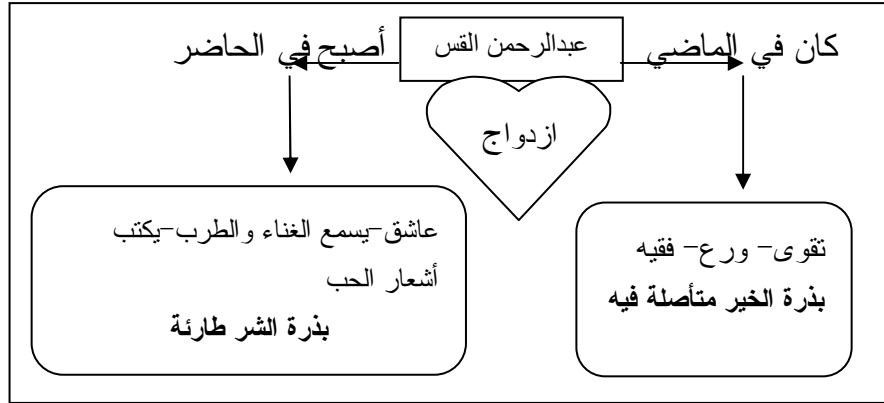 كان في الماضي
عبدالرحمن القس
أصبح في الحاضر
ازدواج
تقوى- ورع- فقيه
بذرة الخير متأصلة فيه
عاشق-يسمع الغناء والطرب-يكتب
أشعار الحب
بذرة الشر طارئة